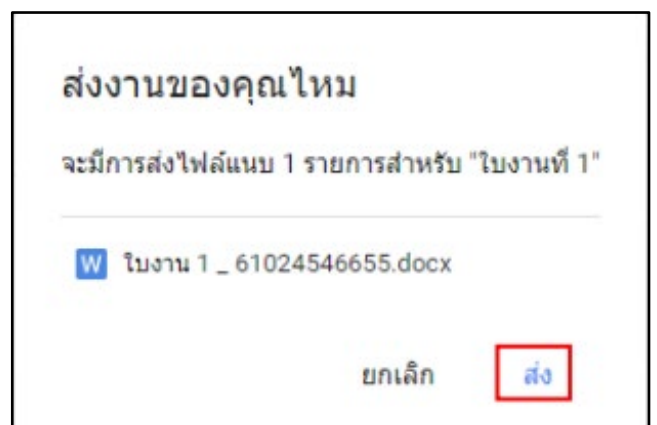 ส่งงานของคุณไหม
จะมีการส่งไฟล์แนบ 1 รายการสำหรับ "ใบงานที่ 1"
W ใบงาน 1 _ 61024546655.docx
ยกเลิก ส่ง